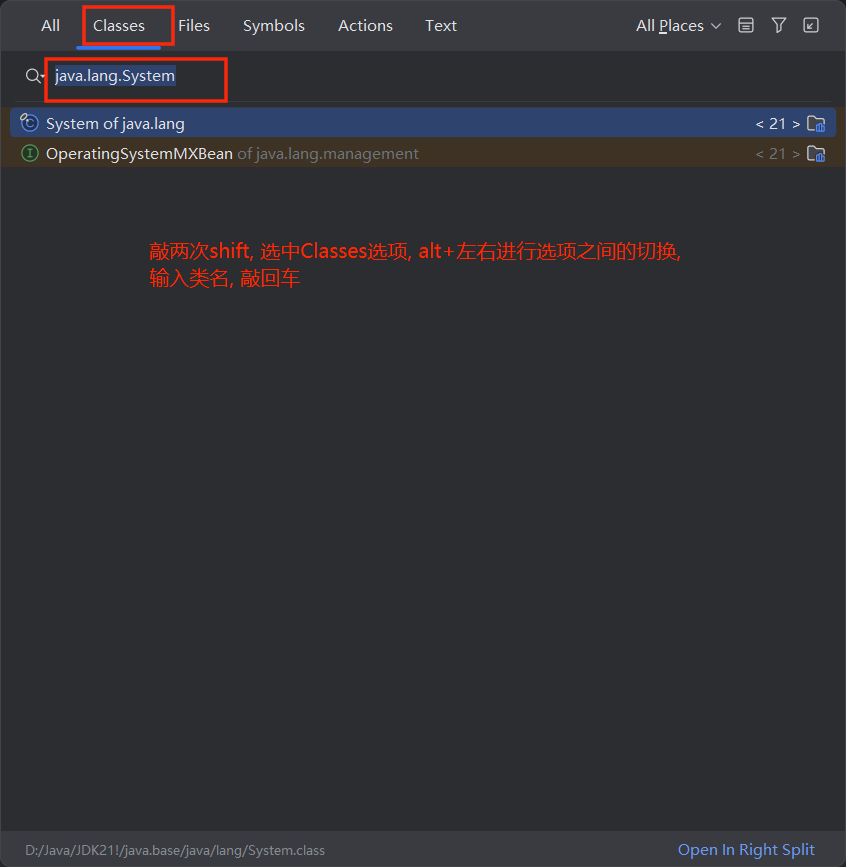 All Classes Files Symbols Actions Text All Places
java.lang.System
System of java.lang < 21 >
OperatingSystemMXBean of java.lang.management < 21 >
敲两次shift, 选中Classes选项, alt+左右进行选项之间的切换,
输入类名, 敲回车
D:/Java/JDK21!/java.base/java/lang/System.class Open In Right Split